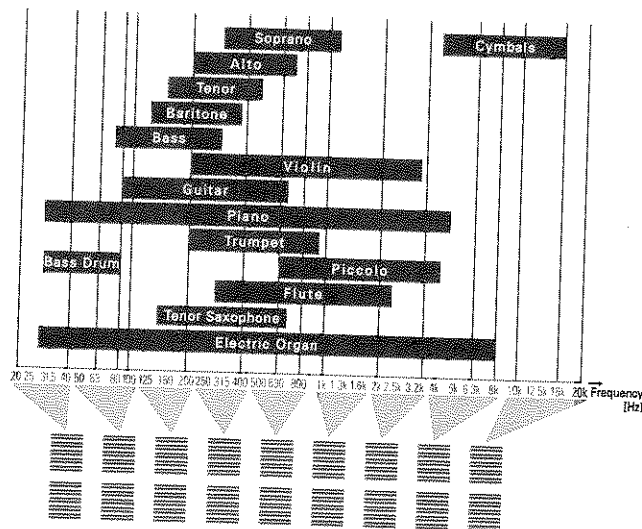 Soprano Cymbals
Alto
Tenor
Baritone
Bass
Violin
Guitar
Piano
Trumpet
Bass Drum Piccolo
Flute
Tenor Saxophone
Electric Organ
20 25 31.5 40 50 63 80 100 125 160 200 250 315 400 500 630 800 1k 1.3k 1.6k 2k 2.5k 3.2k 4k 5k 6k 8k 10k 12.5k 16k 20k Frequency
[Hz]